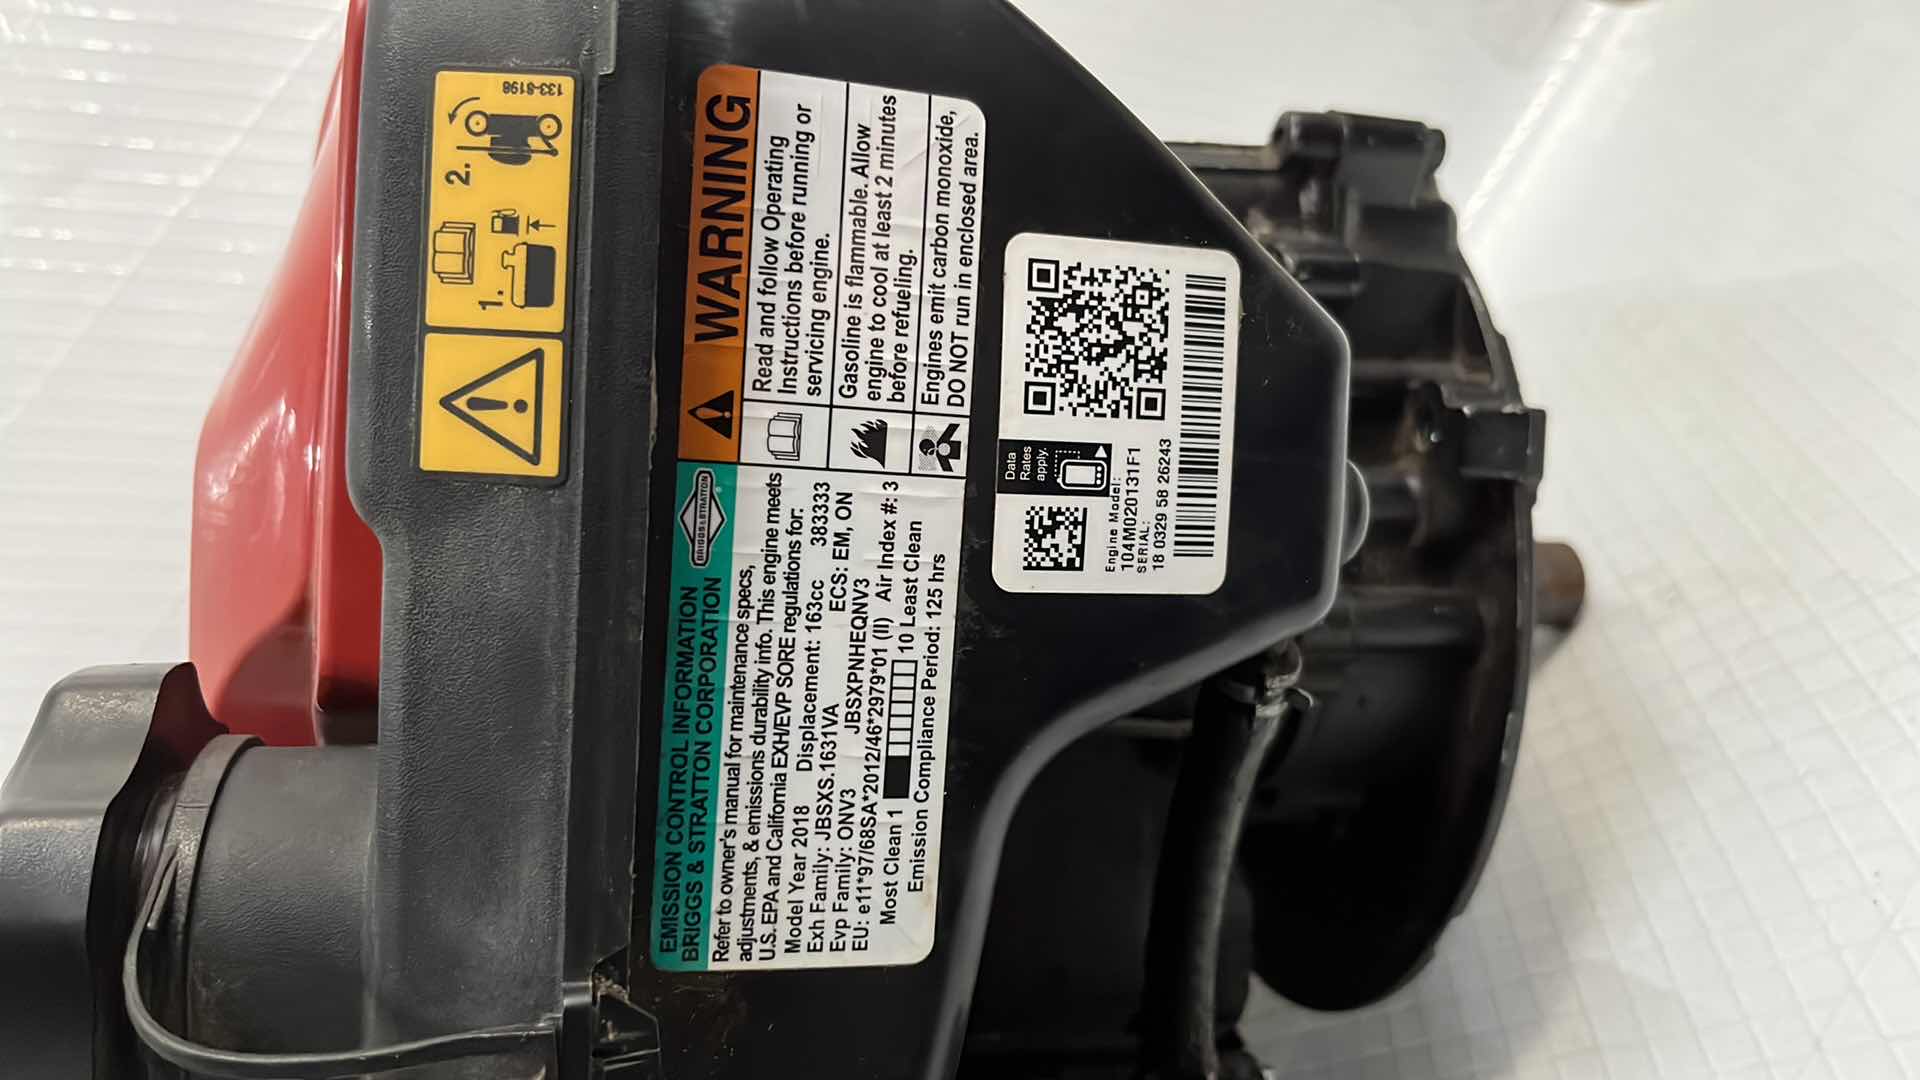 133-8198
1.
2.
WARNING
Read and follow Operating
Instructions before running or
servicing engine.
Gasoline is flammable. Allow
engine to cool at least 2 minutes
before refueling.
Engines emit carbon monoxide,
DO NOT run in enclosed area.
EMISSION CONTROL INFORMATION
BRIGGS & STRATTON CORPORATION
BRIGGS&STRATTON
Refer to owner's manual for maintenance specs,
adjustments, & emissions durability info. This engine meets
U.S. EPA and California EXH/EVP SORE regulations for:
Model Year 2018 Displacement: 163cc 383333
Exh Family: JBSXS.1631VA ECS: EM, ON
Evp Family: ONV3 JBSXPNHEQNV3
EU: e11*97/68SA*2012/46*2979*01 (III) Air Index #: 3
Most Clean 1 10 Least Clean
Emission Compliance Period: 125 hrs
Data
Rates
apply.
Engine Model:
104M020131F1
SERIAL:
18 0329 58 26243